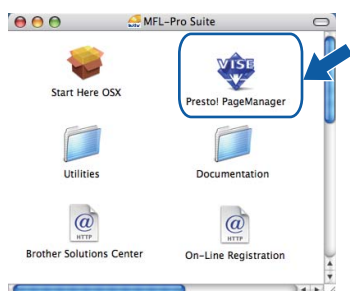 MFL-Pro Suite
VISE
Start Here OSX
Presto! PageManager
Utilities
Documentation
@
HTTP
@
HTTP
Brother Solutions Center
On-Line Registration